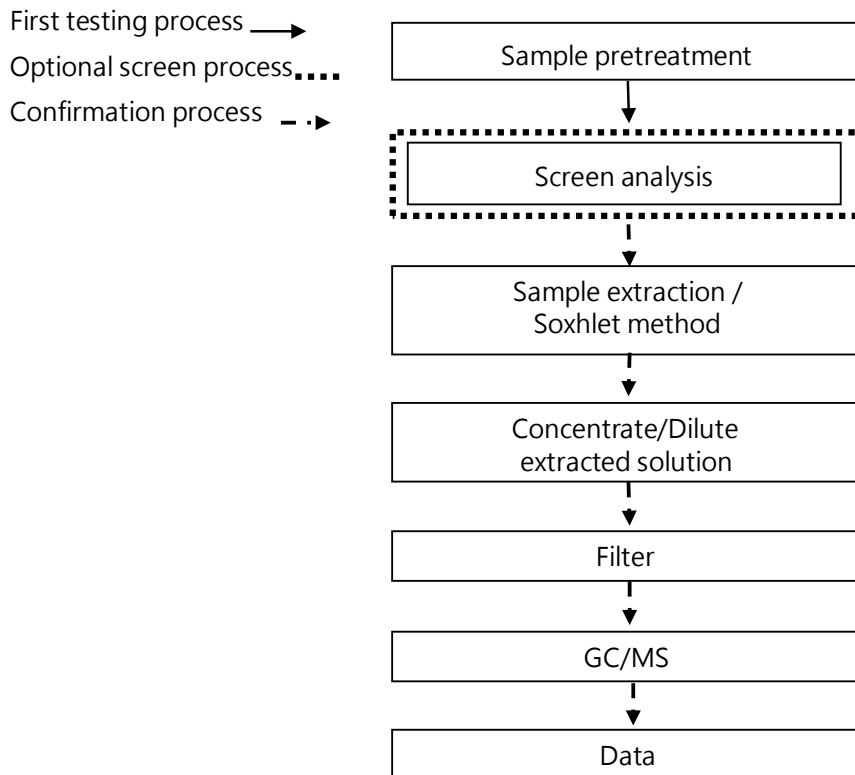 First testing process
Optional screen process
Confirmation process
Sample pretreatment
Screen analysis
Sample extraction /
Soxhlet method
Concentrate/Dilute
extracted solution
Filter
GC/MS
Data